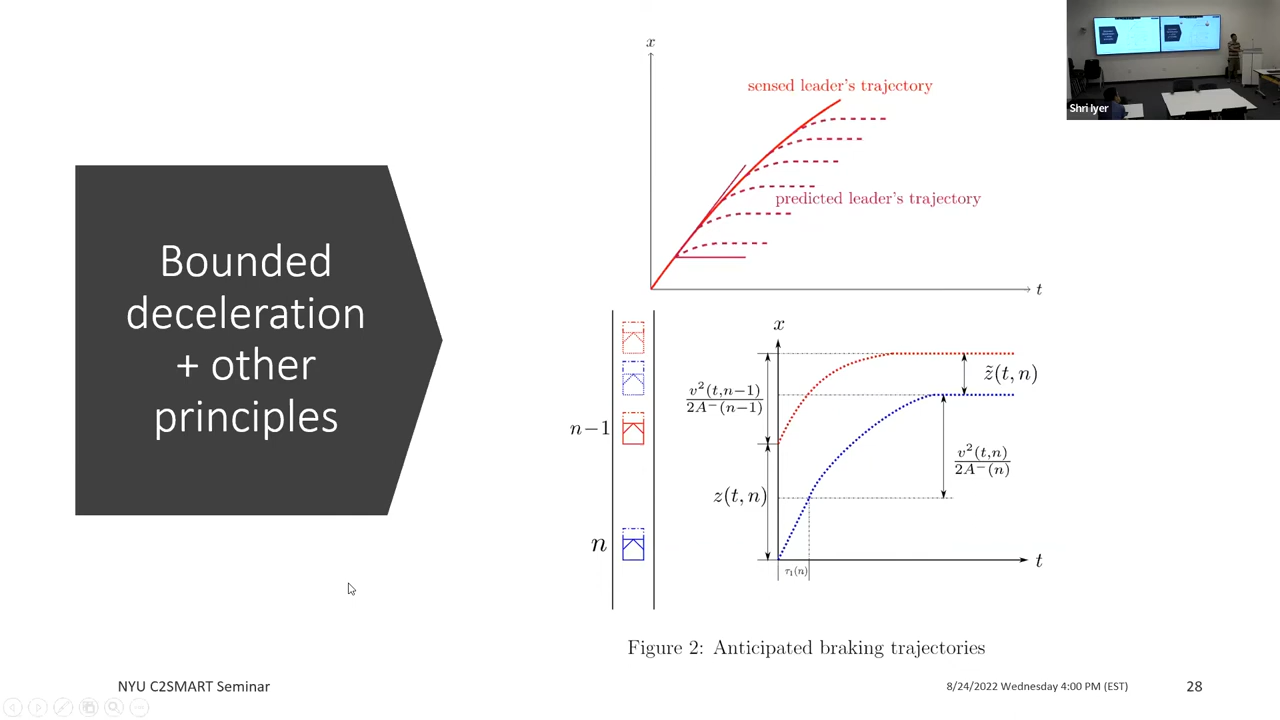 Bounded
deceleration
+ other
principles
x
sensed leader's trajectory
predicted leader's trajectory
t
n−1
n
x
v²(t,n−1)
2A⁻(n−1)
z(t, n)
z̃(t, n)
v²(t,n)
2A⁻(n)
τ₁(n)
t
Figure 2: Anticipated braking trajectories
NYU C2SMART Seminar
8/24/2022 Wednesday 4:00 PM (EST)
28
Shri Iyer